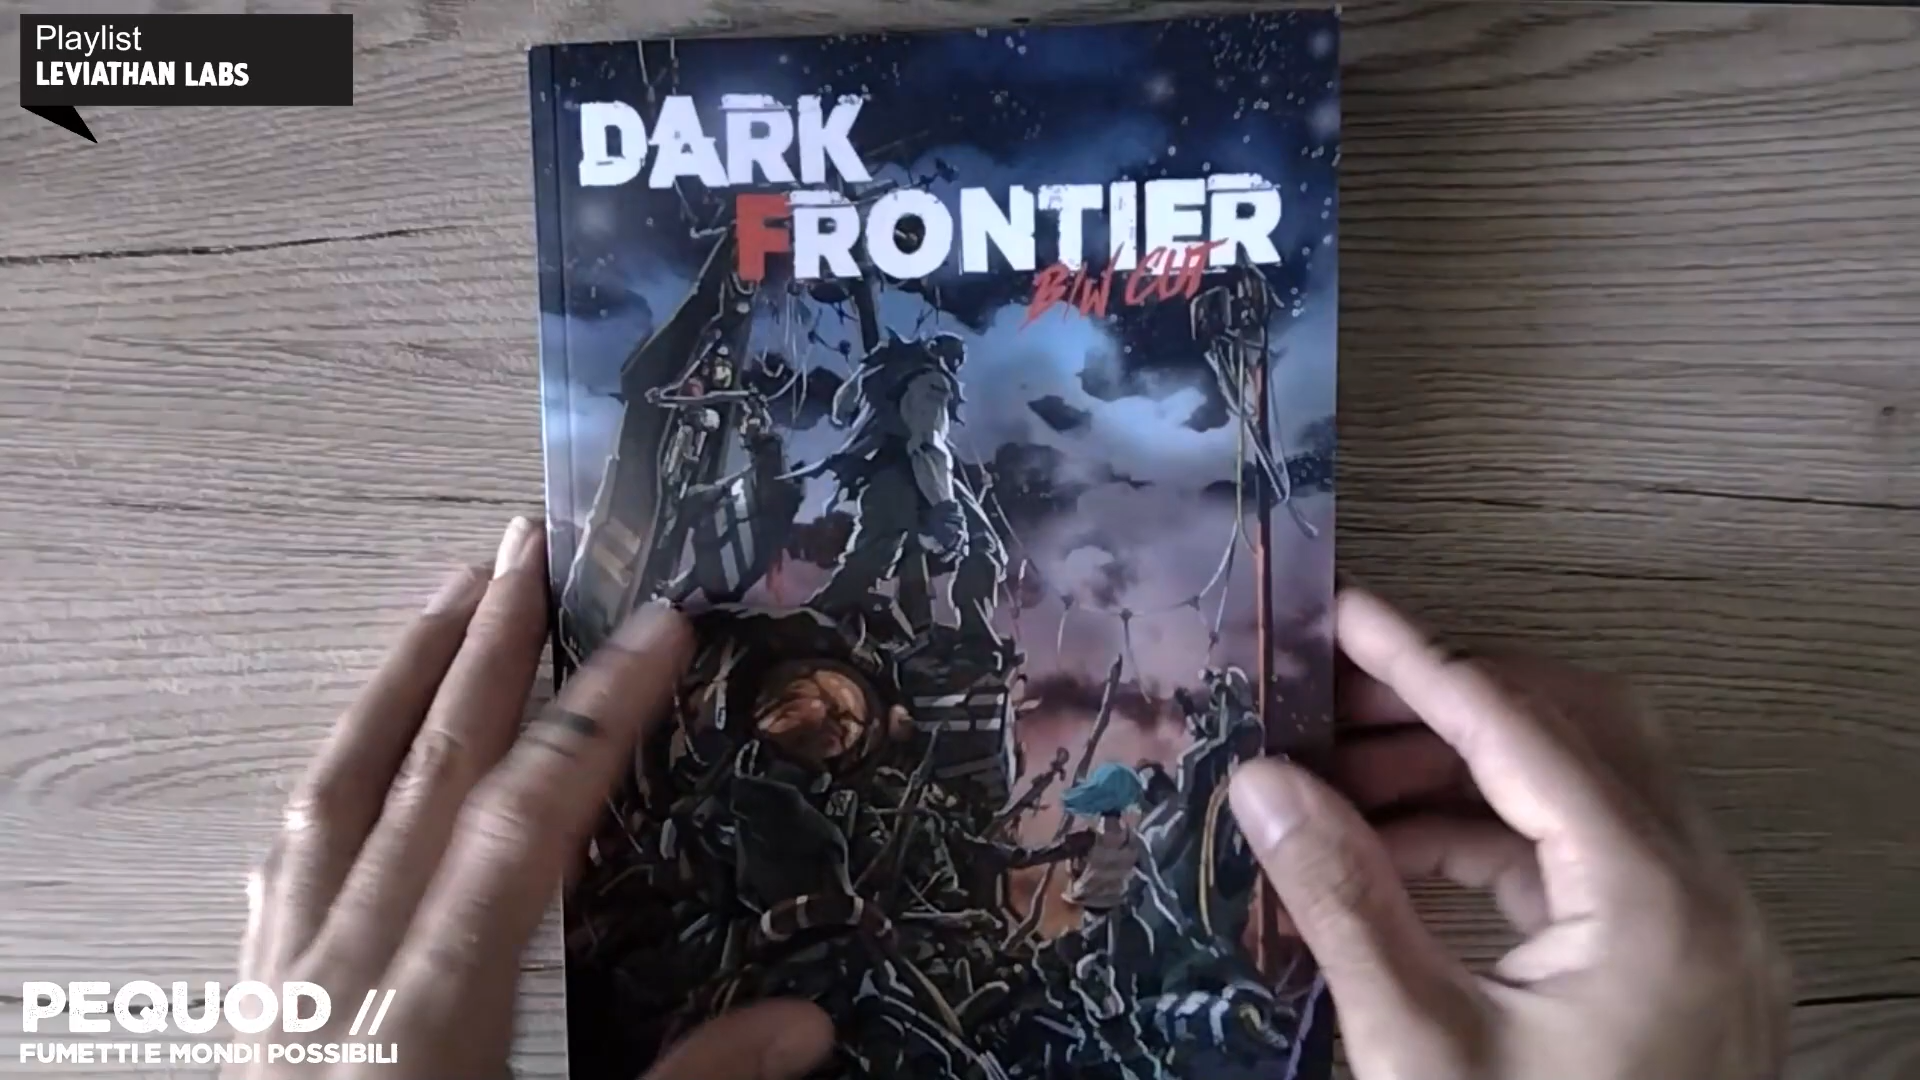 Playlist
LEVIATHAN LABS
DARK
FRONTIER
B/W CUT
PEQUOD //
FUMETTI E MONDI POSSIBILI